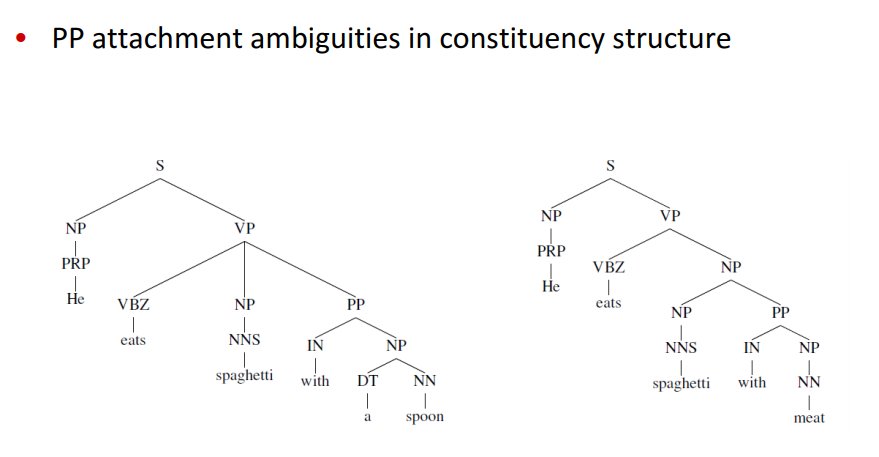 • PP attachment ambiguities in constituency structure
S
NP VP
PRP
He VBZ NP PP
eats NNS IN NP
spaghetti with DT NN
a spoon
S
NP VP
PRP VBZ NP
He eats NP PP
NNS IN NP
spaghetti with NN
meat